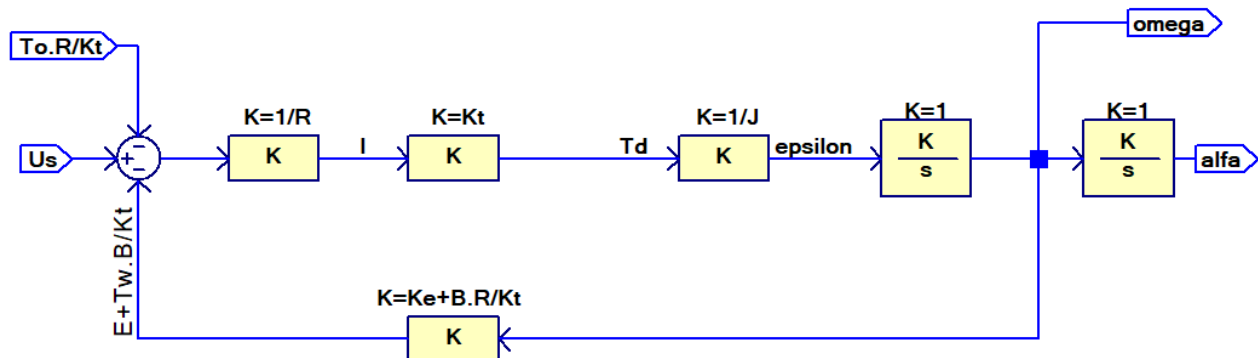 omega
To.R/Kt
K=1/R
K=Kt
K=1/J
K=1
K=1
Us
+
−
−
K
I
K
Td
K
epsilon
K
s
K
s
alfa
E+Tw.B/Kt
K=Ke+B.R/Kt
K